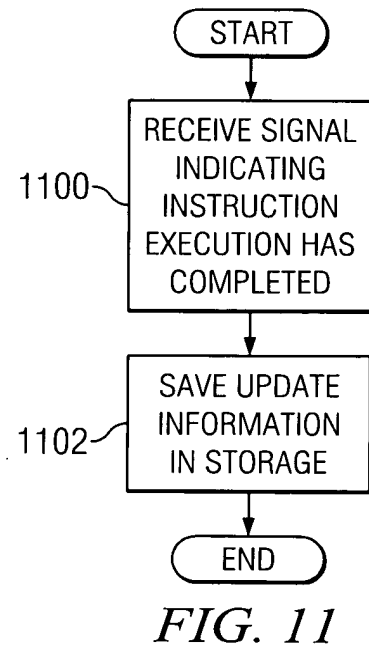 START
1100
RECEIVE SIGNAL
INDICATING
INSTRUCTION
EXECUTION HAS
COMPLETED
1102
SAVE UPDATE
INFORMATION
IN STORAGE
END
FIG. 11